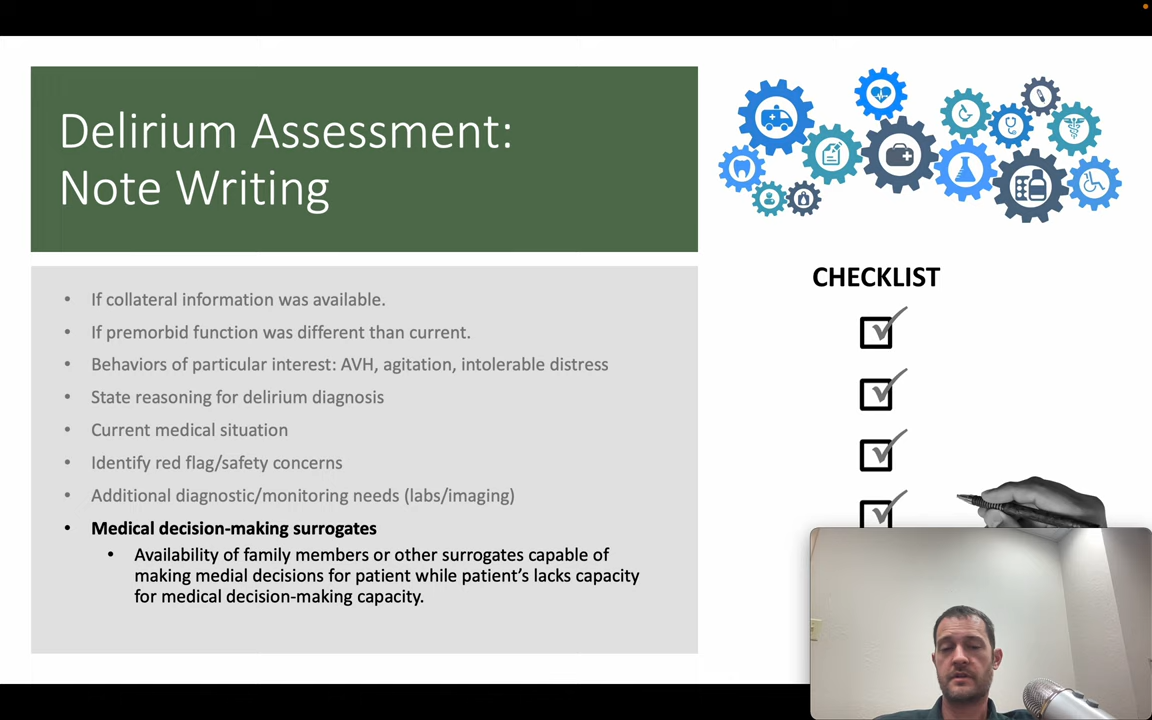 Delirium Assessment:
Note Writing
• If collateral information was available.
• If premorbid function was different than current.
• Behaviors of particular interest: AVH, agitation, intolerable distress
• State reasoning for delirium diagnosis
• Current medical situation
• Identify red flag/safety concerns
• Additional diagnostic/monitoring needs (labs/imaging)
• Medical decision-making surrogates
• Availability of family members or other surrogates capable of
making medial decisions for patient while patient’s lacks capacity
for medical decision-making capacity.
CHECKLIST